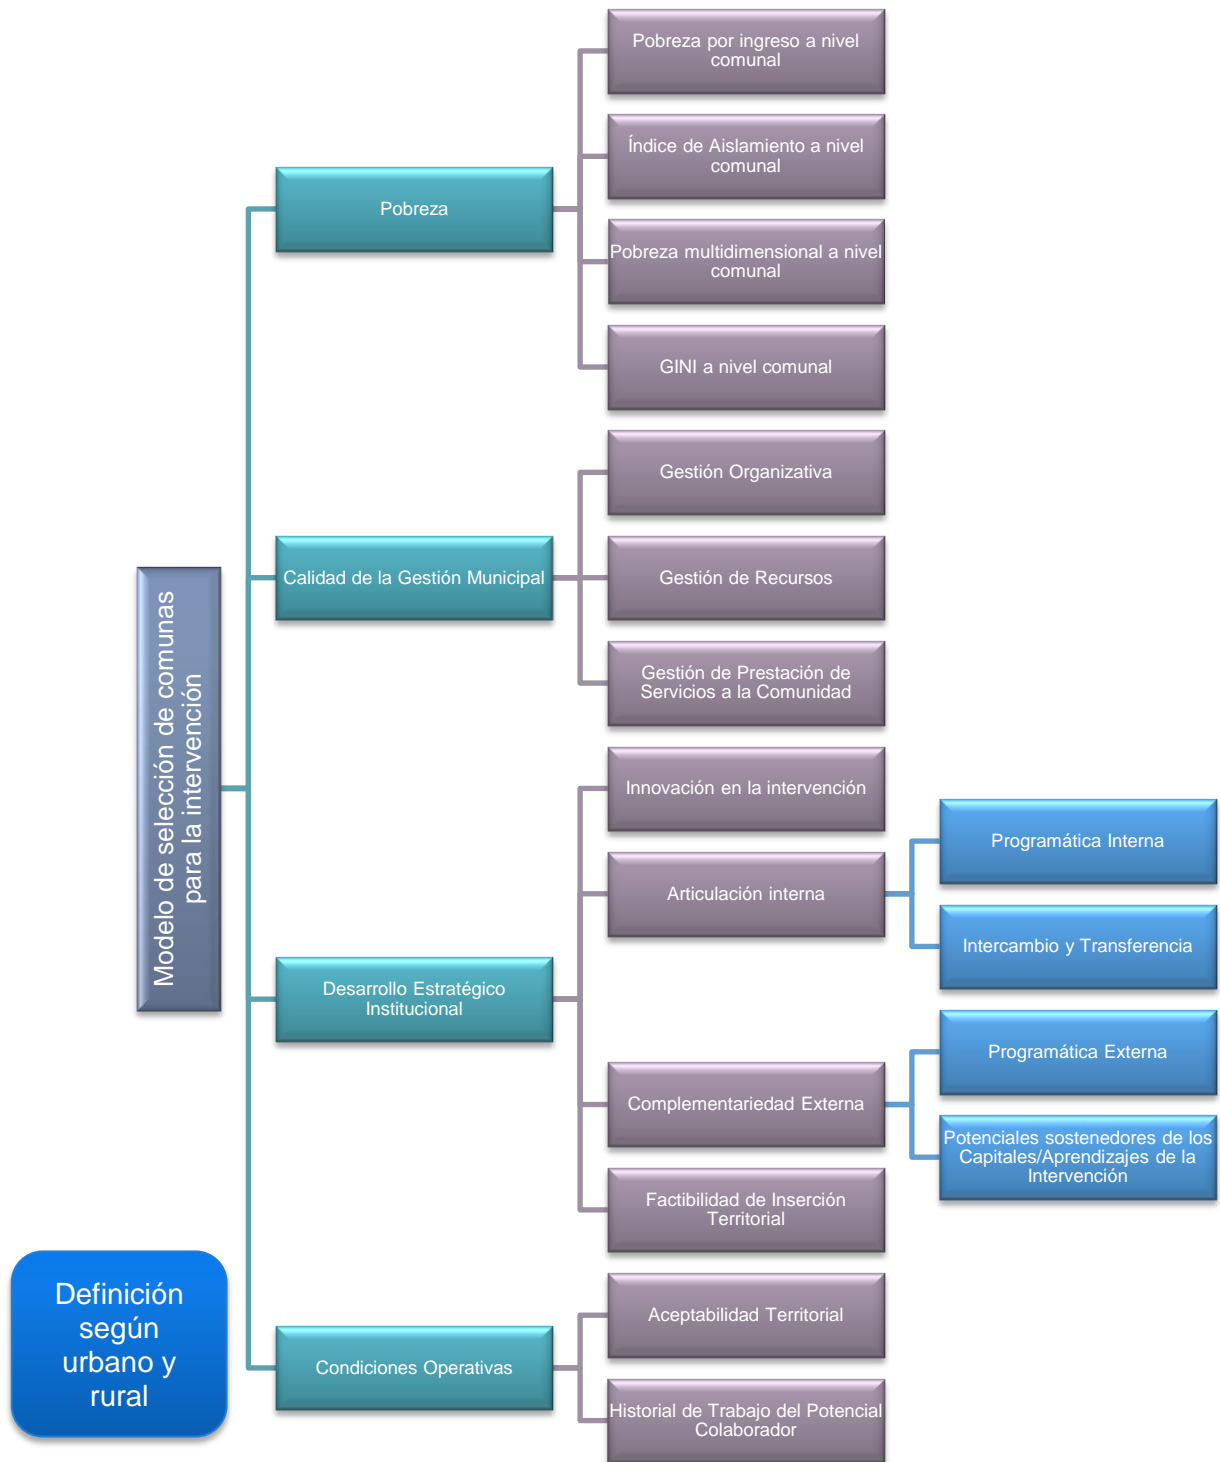 Modelo de selección de comunas
para la intervención
Pobreza
Pobreza por ingreso a nivel
comunal
Índice de Aislamiento a nivel
comunal
Pobreza multidimensional a nivel
comunal
GINI a nivel comunal
Calidad de la Gestión Municipal
Gestión Organizativa
Gestión de Recursos
Gestión de Prestación de
Servicios a la Comunidad
Desarrollo Estratégico
Institucional
Innovación en la intervención
Articulación interna
Programática Interna
Intercambio y Transferencia
Complementariedad Externa
Programática Externa
Potenciales sostenedores de los
Capitales/Aprendizajes de la
Intervención
Factibilidad de Inserción
Territorial
Condiciones Operativas
Aceptabilidad Territorial
Historial de Trabajo del Potencial
Colaborador
Definición
según
urbano y
rural